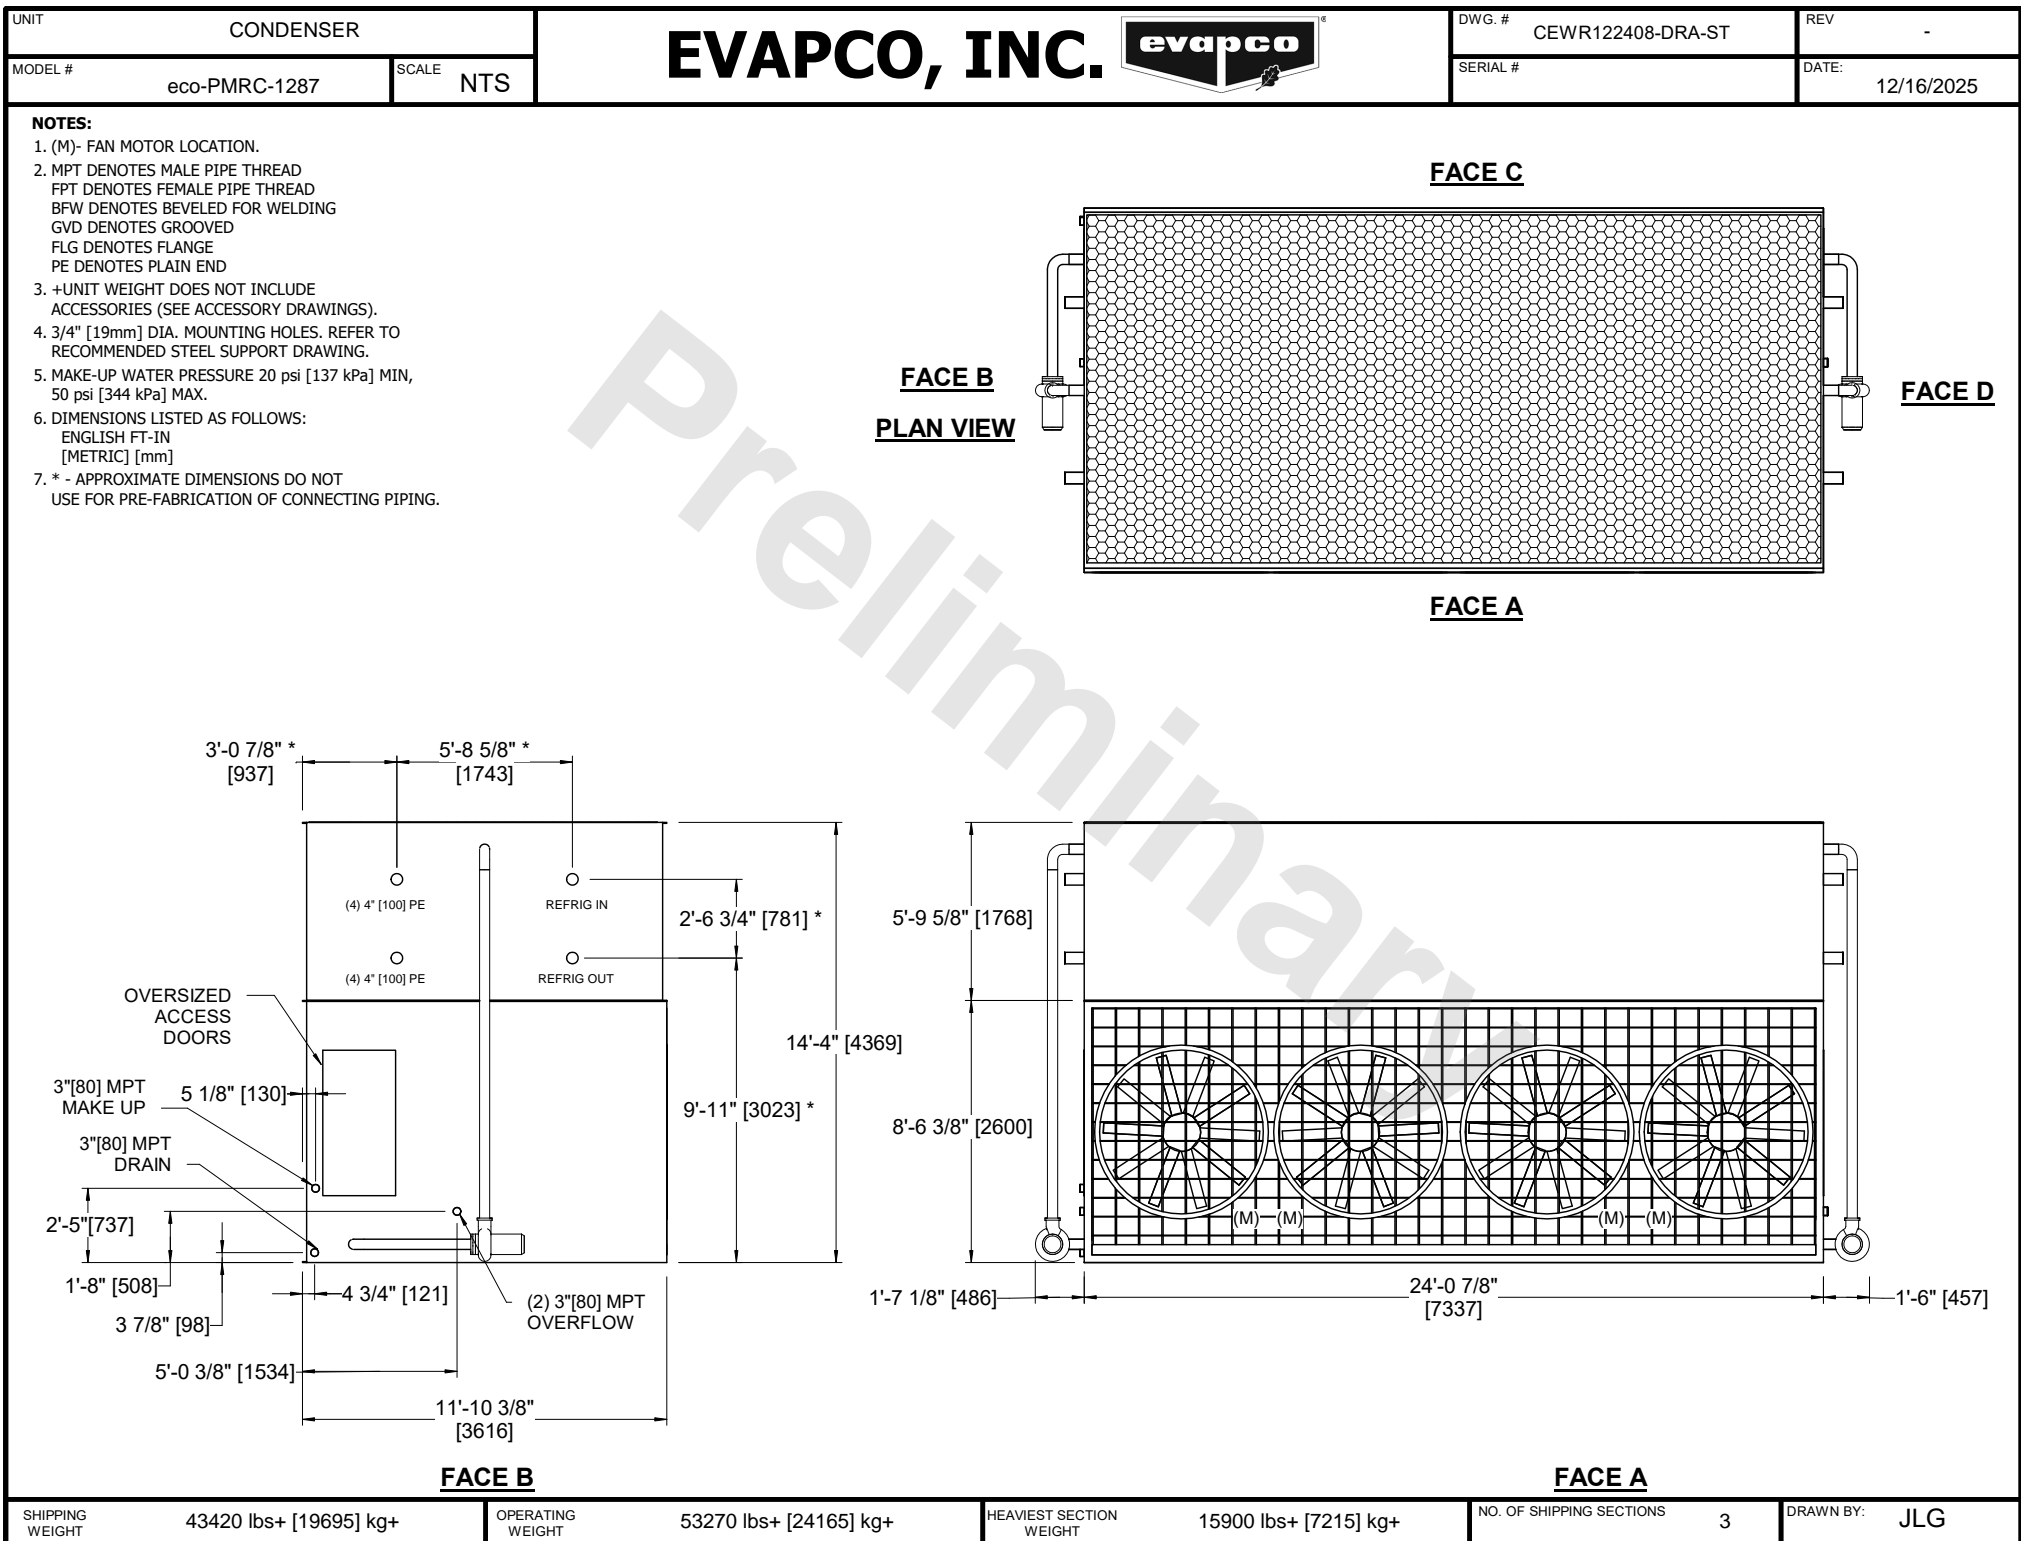 UNIT
CONDENSER
MODEL #
eco-PMRC-1287
SCALE
NTS
EVAPCO, INC.
evapco
®
DWG. #
CEWR122408-DRA-ST
REV
-
SERIAL #
DATE:
12/16/2025
NOTES:
1. (M)- FAN MOTOR LOCATION.
2. MPT DENOTES MALE PIPE THREAD
FPT DENOTES FEMALE PIPE THREAD
BFW DENOTES BEVELED FOR WELDING
GVD DENOTES GROOVED
FLG DENOTES FLANGE
PE DENOTES PLAIN END
3. +UNIT WEIGHT DOES NOT INCLUDE
ACCESSORIES (SEE ACCESSORY DRAWINGS).
4. 3/4" [19mm] DIA. MOUNTING HOLES. REFER TO
RECOMMENDED STEEL SUPPORT DRAWING.
5. MAKE-UP WATER PRESSURE 20 psi [137 kPa] MIN,
50 psi [344 kPa] MAX.
6. DIMENSIONS LISTED AS FOLLOWS:
ENGLISH FT-IN
[METRIC] [mm]
7. * - APPROXIMATE DIMENSIONS DO NOT
USE FOR PRE-FABRICATION OF CONNECTING PIPING.
Preliminary
FACE C
FACE B
PLAN VIEW
FACE D
FACE A
3'-0 7/8" *
[937]
5'-8 5/8" *
[1743]
(4) 4" [100] PE
REFRIG IN
2'-6 3/4" [781] *
(4) 4" [100] PE
REFRIG OUT
OVERSIZED
ACCESS
DOORS
14'-4" [4369]
3"[80] MPT
MAKE UP
5 1/8" [130]
9'-11" [3023] *
3"[80] MPT
DRAIN
2'-5"[737]
1'-8" [508]
4 3/4" [121]
3 7/8" [98]
(2) 3"[80] MPT
OVERFLOW
5'-0 3/8" [1534]
11'-10 3/8"
[3616]
FACE B
5'-9 5/8" [1768]
8'-6 3/8" [2600]
(M)
(M)
(M)
(M)
1'-7 1/8" [486]
24'-0 7/8"
[7337]
1'-6" [457]
FACE A
SHIPPING
WEIGHT
43420 lbs+ [19695] kg+
OPERATING
WEIGHT
53270 lbs+ [24165] kg+
HEAVIEST SECTION
WEIGHT
15900 lbs+ [7215] kg+
NO. OF SHIPPING SECTIONS
3
DRAWN BY:
JLG